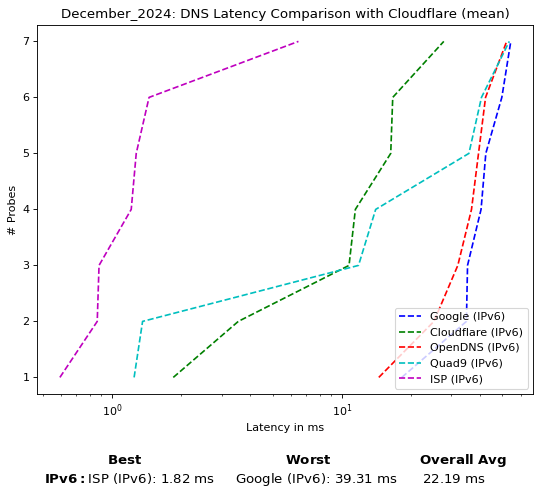 December_2024: DNS Latency Comparison with Cloudflare (mean)
7
6
5
4
3
2
1
# Probes
Google (IPv6)
Cloudflare (IPv6)
OpenDNS (IPv6)
Quad9 (IPv6)
ISP (IPv6)
10⁰ 10¹
Latency in ms
Best Worst Overall Avg
IPv6: ISP (IPv6): 1.82 ms Google (IPv6): 39.31 ms 22.19 ms